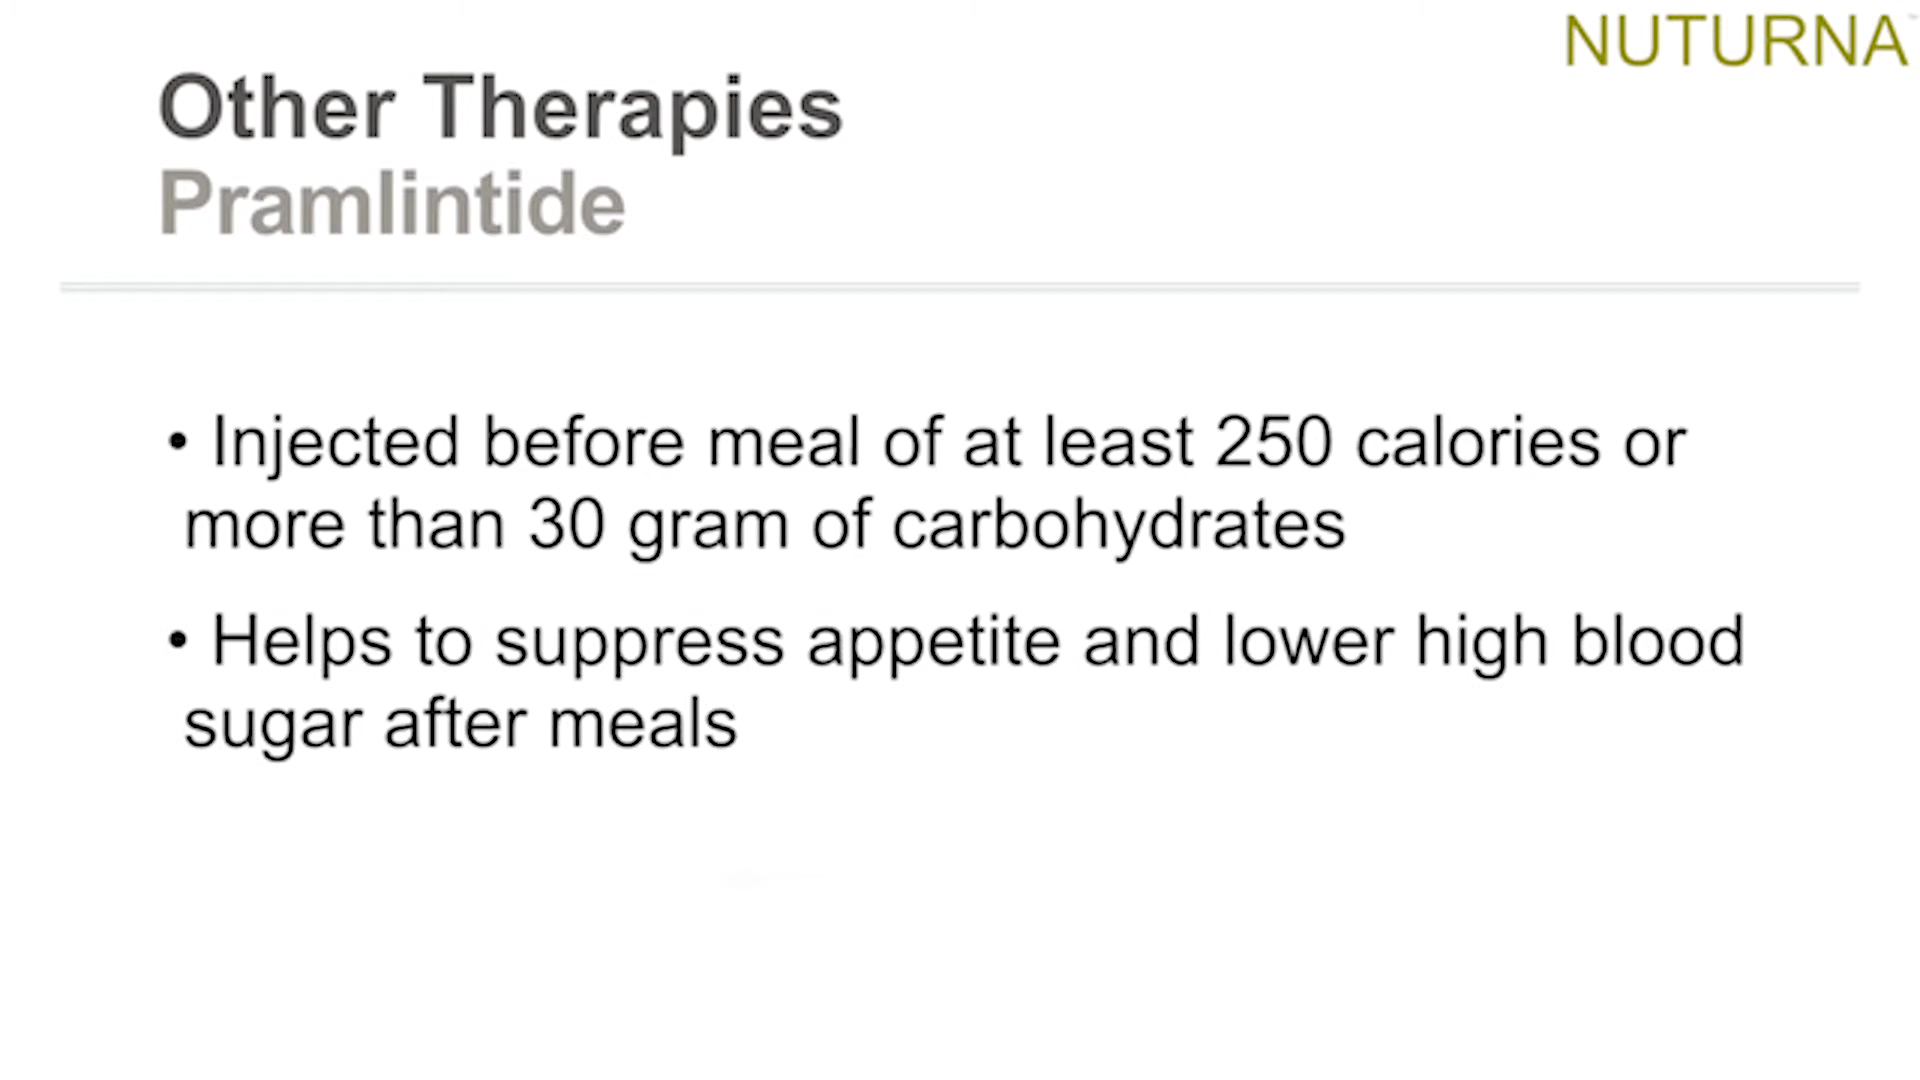 NUTURNA
Other Therapies
Pramlintide
• Injected before meal of at least 250 calories or
more than 30 gram of carbohydrates
• Helps to suppress appetite and lower high blood
sugar after meals